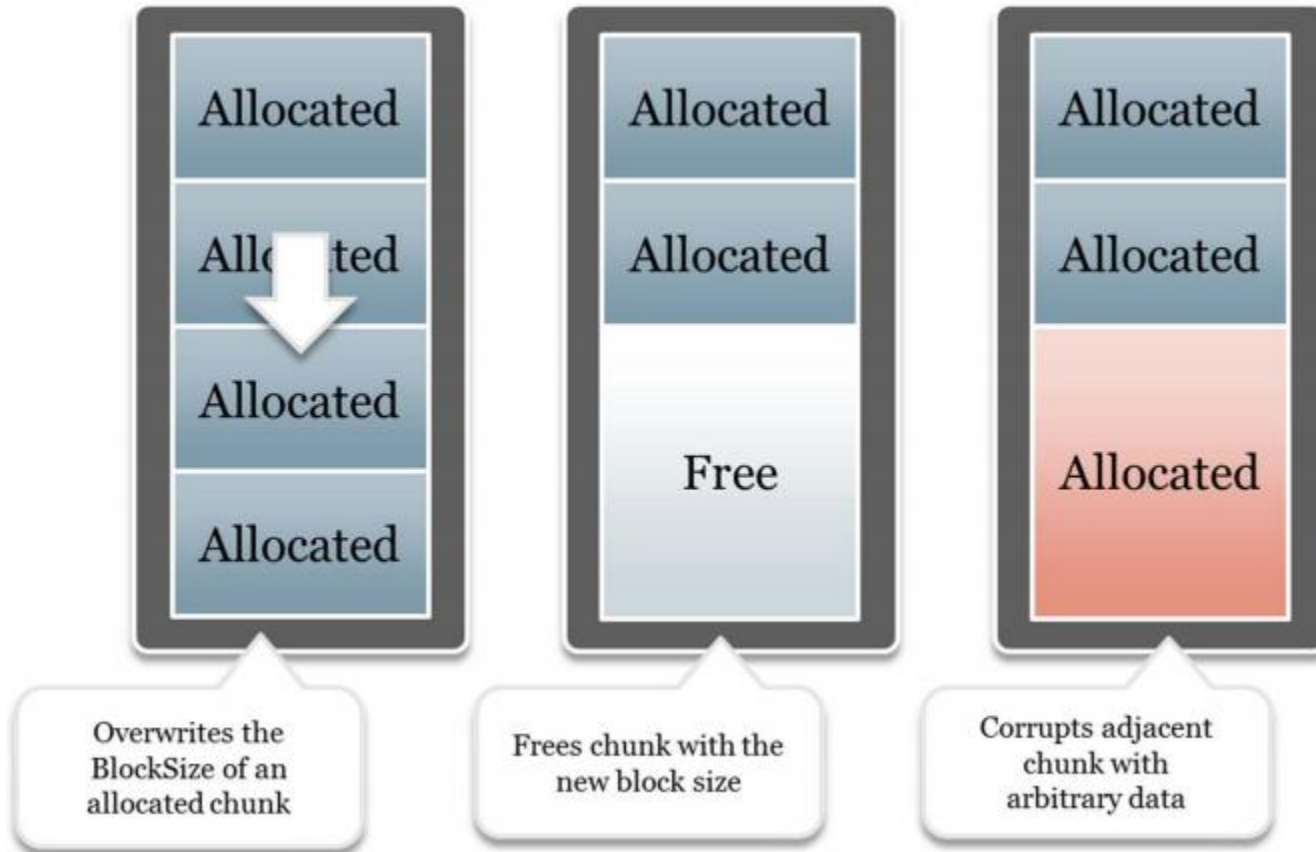 Allocated
Allocated
Allocated
Allocated
Overwrites the
BlockSize of an
allocated chunk
Allocated
Allocated
Free
Frees chunk with the
new block size
Allocated
Allocated
Allocated
Corrupts adjacent
chunk with
arbitrary data